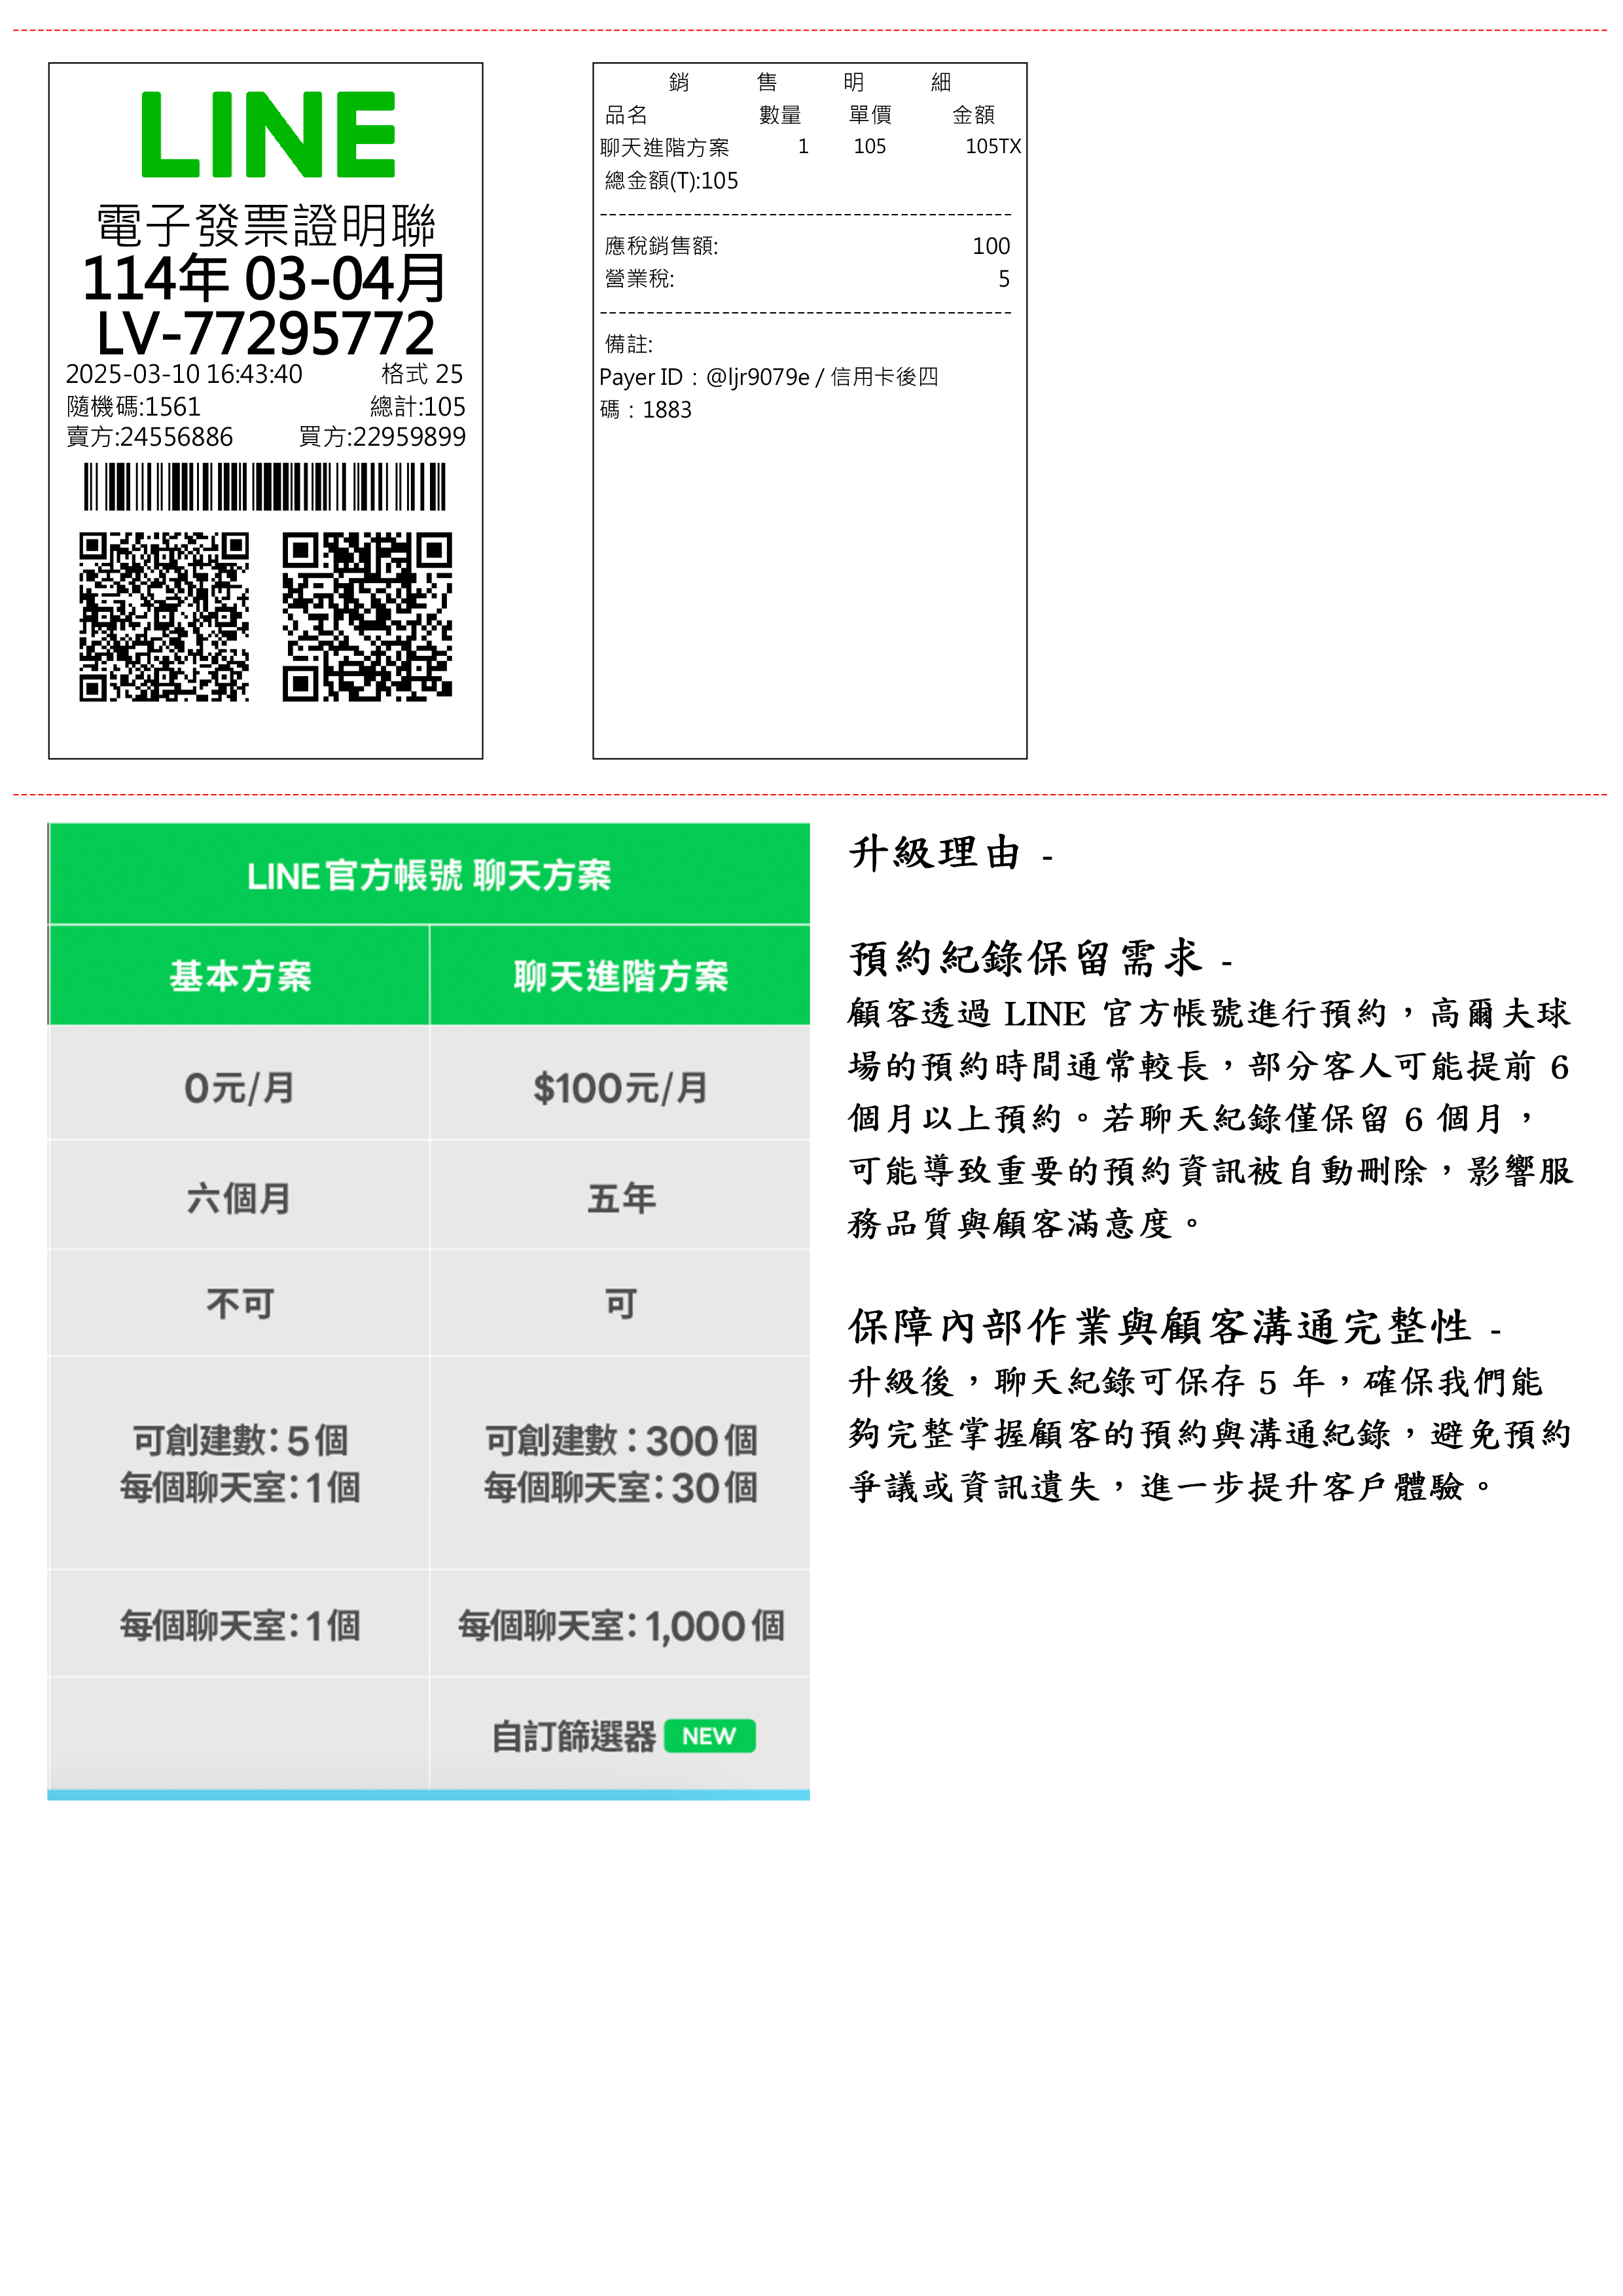 LINE
電子發票證明聯
114年 03-04月
LV-77295772
2025-03-10 16:43:40 格式 25
隨機碼:1561 總計:105
賣方:24556886 買方:22959899
銷 售 明 細
品名 數量 單價 金額
聊天進階方案 1 105 105TX
總金額(T):105
應稅銷售額: 100
營業稅: 5
備註:
Payer ID：@ljr9079e / 信用卡後四
碼：1883
LINE官方帳號 聊天方案
基本方案 聊天進階方案
0元/月 $100元/月
六個月 五年
不可 可
可創建數：5個 可創建數：300個
每個聊天室：1個 每個聊天室：30個
每個聊天室：1個 每個聊天室：1,000個
自訂篩選器 NEW
升級理由 -
預約紀錄保留需求 -
顧客透過 LINE 官方帳號進行預約，高爾夫球
場的預約時間通常較長，部分客人可能提前 6
個月以上預約。若聊天紀錄僅保留 6 個月，
可能導致重要的預約資訊被自動刪除，影響服
務品質與顧客滿意度。
保障內部作業與顧客溝通完整性 -
升級後，聊天紀錄可保存 5 年，確保我們能
夠完整掌握顧客的預約與溝通紀錄，避免預約
爭議或資訊遺失，進一步提升客戶體驗。